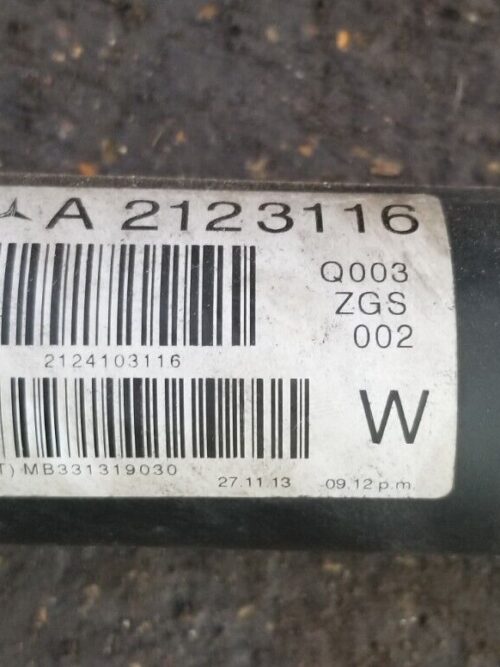 A 2123116
Q003
ZGS
002
2124103116
W
T) MB331319030
27.11.13 09.12 p.m.